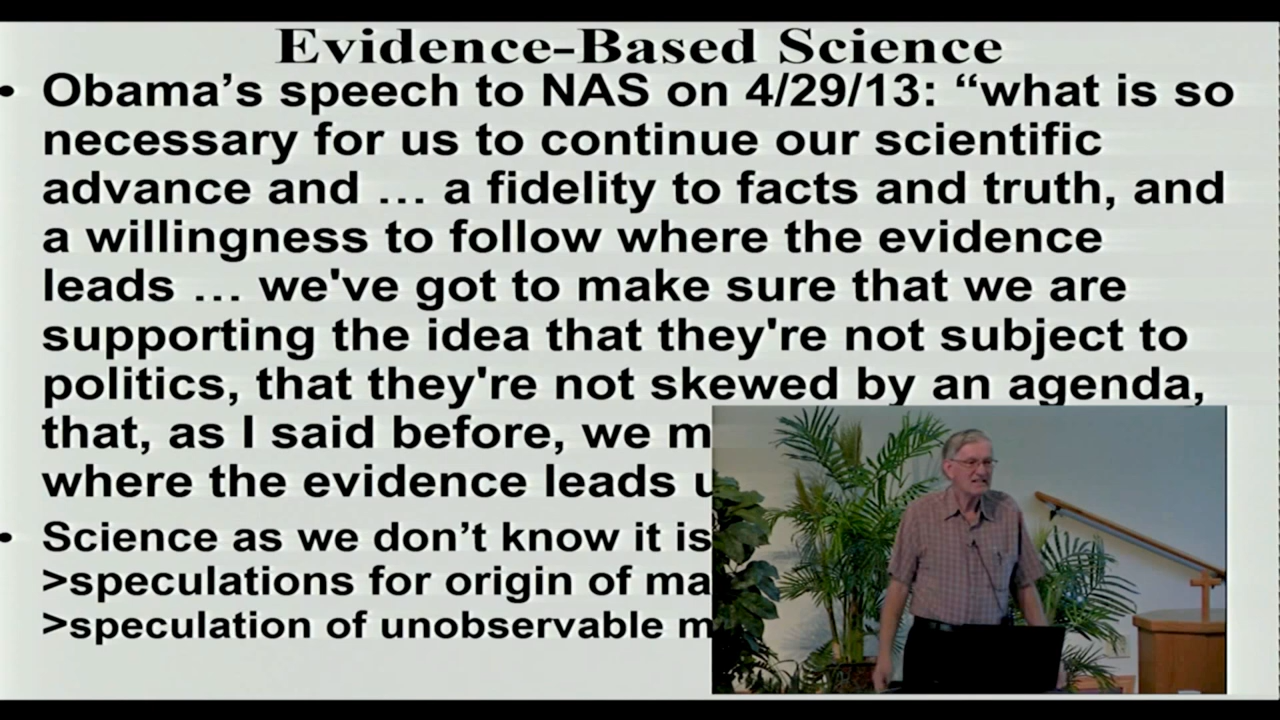 Evidence-Based Science
• Obama’s speech to NAS on 4/29/13: “what is so
necessary for us to continue our scientific
advance and … a fidelity to facts and truth, and
a willingness to follow where the evidence
leads … we've got to make sure that we are
supporting the idea that they're not subject to
politics, that they're not skewed by an agenda,
that, as I said before, we
where the evidence leads
• Science as we don’t know it is
>speculations for origin of
>speculation of unobservable